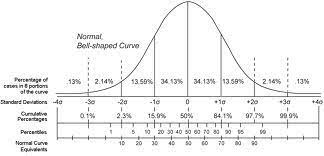 Normal,
Bell-shaped Curve
Percentage of
cases in 8 portions
of the curve
.13% 2.14% 13.59% 34.13% 34.13% 13.59% 2.14% .13%
Standard Deviations -4σ -3σ -2σ -1σ 0 +1σ +2σ +3σ +4σ
Cumulative
Percentages 0.1% 2.3% 15.9% 50% 84.1% 97.7% 99.9%
Percentiles 1 5 10 20 30 40 50 60 70 80 90 95 99
Normal Curve
Equivalents 10 20 30 40 50 60 70 80 90